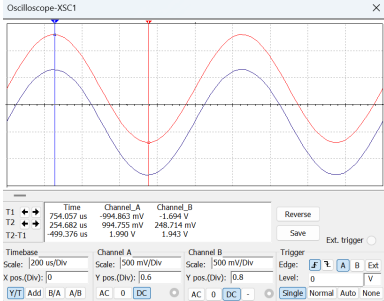 Oscilloscope-XSC1
Time Channel_A Channel_B
T1 754.057 us -994.863 mV -1.694 V
T2 254.682 us 994.755 mV 248.714 mV
T2-T1 -499.376 us 1.990 V 1.943 V
Reverse
Save
Ext. trigger
Timebase Channel A Channel B Trigger
Scale: 200 us/Div Scale: 500 mV/Div Scale: 500 mV/Div Edge: A B Ext
X pos.(Div): 0 Y pos.(Div): 0.6 Y pos.(Div): 0.8 Level: 0 V
Y/T Add B/A A/B AC 0 DC AC 0 DC - Single Normal Auto None